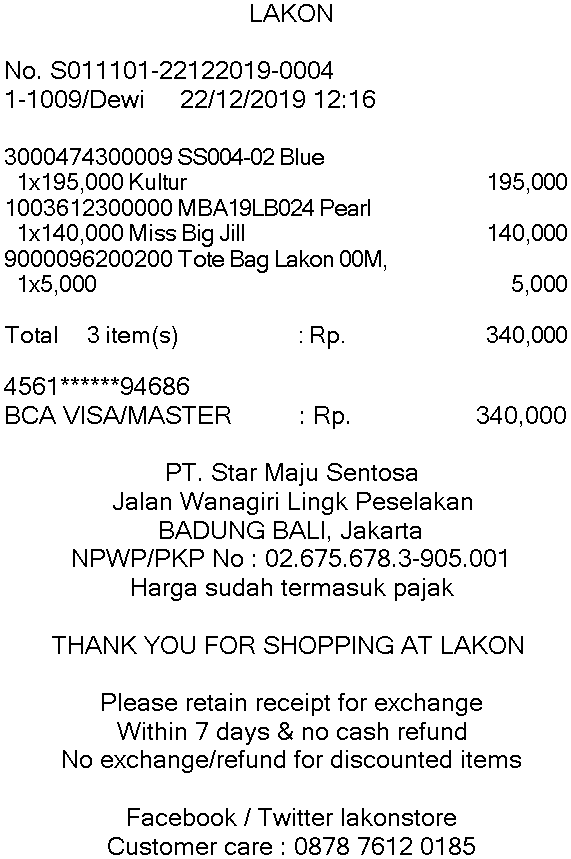 LAKON
No. S011101-22122019-0004
1-1009/Dewi 22/12/2019 12:16
3000474300009 SS004-02 Blue
1x195,000 Kultur 195,000
1003612300000 MBA19LB024 Pearl
1x140,000 Miss Big Jill 140,000
9000096200200 Tote Bag Lakon 00M,
1x5,000 5,000
Total 3 item(s) : Rp. 340,000
4561******94686
BCA VISA/MASTER : Rp. 340,000
PT. Star Maju Sentosa
Jalan Wanagiri Lingk Peselakan
BADUNG BALI, Jakarta
NPWP/PKP No : 02.675.678.3-905.001
Harga sudah termasuk pajak
THANK YOU FOR SHOPPING AT LAKON
Please retain receipt for exchange
Within 7 days & no cash refund
No exchange/refund for discounted items
Facebook / Twitter lakonstore
Customer care : 0878 7612 0185